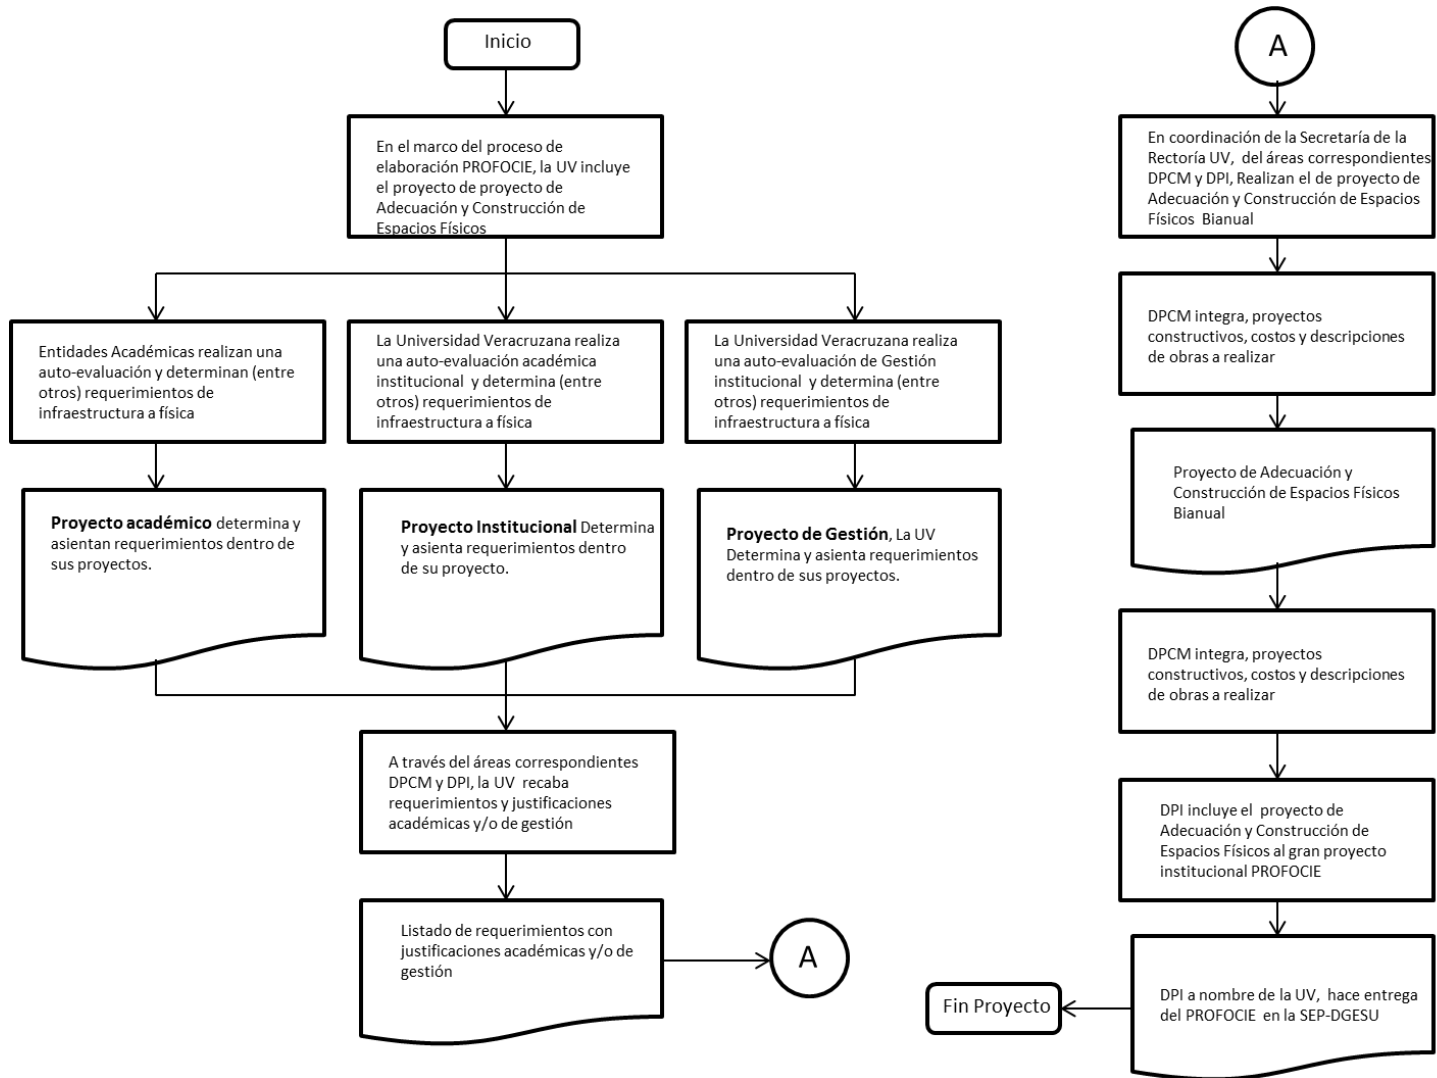 Inicio
En el marco del proceso de
elaboración PROFOCIE, la UV incluye
el proyecto de proyecto de
Adecuación y Construcción de
Espacios Físicos
Entidades Académicas realizan una
auto-evaluación y determinan (entre
otros) requerimientos de
infraestructura a física
La Universidad Veracruzana realiza
una auto-evaluación académica
institucional y determina (entre
otros) requerimientos de
infraestructura a física
La Universidad Veracruzana realiza
una auto-evaluación de Gestión
institucional y determina (entre
otros) requerimientos de
infraestructura a física
Proyecto académico determina y
asientan requerimientos dentro de
sus proyectos.
Proyecto Institucional Determina
y asienta requerimientos dentro
de su proyecto.
Proyecto de Gestión, La UV
Determina y asienta requerimientos
dentro de sus proyectos.
A través del áreas correspondientes
DPCM y DPI, la UV recaba
requerimientos y justificaciones
académicas y/o de gestión
Listado de requerimientos con
justificaciones académicas y/o de
gestión
A
A
En coordinación de la Secretaría de la
Rectoría UV, del áreas correspondientes
DPCM y DPI, Realizan el de proyecto de
Adecuación y Construcción de Espacios
Físicos Bianual
DPCM integra, proyectos
constructivos, costos y descripciones
de obras a realizar
Proyecto de Adecuación y
Construcción de Espacios Físicos
Bianual
DPCM integra, proyectos
constructivos, costos y descripciones
de obras a realizar
DPI incluye el proyecto de
Adecuación y Construcción de
Espacios Físicos al gran proyecto
institucional PROFOCIE
DPI a nombre de la UV, hace entrega
del PROFOCIE en la SEP-DGESU
Fin Proyecto